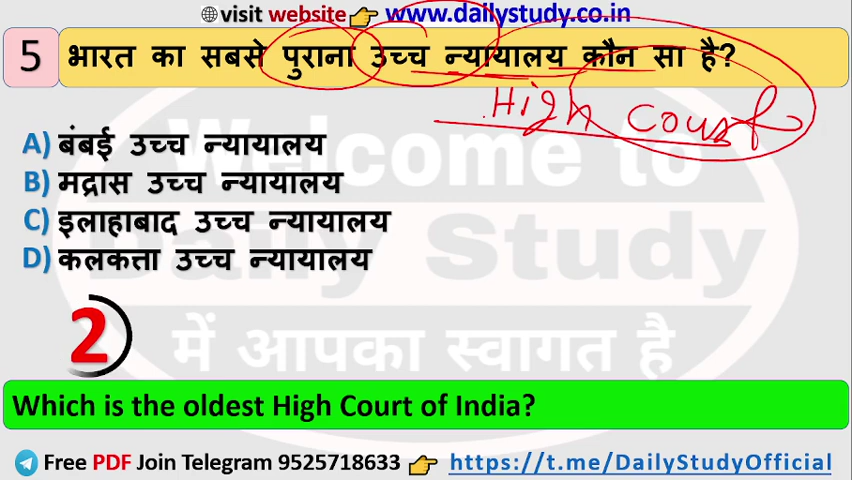 visit website 👉 www.dailystudy.co.in
5 भारत का सबसे पुराना उच्च न्यायालय कौन सा है?
High Court
A) बंबई उच्च न्यायालय
B) मद्रास उच्च न्यायालय
C) इलाहाबाद उच्च न्यायालय
D) कलकत्ता उच्च न्यायालय
Welcome to
Daily Study
में आपका स्वागत है
2
Which is the oldest High Court of India?
Free PDF Join Telegram 9525718633 👉 https://t.me/DailyStudyOfficial